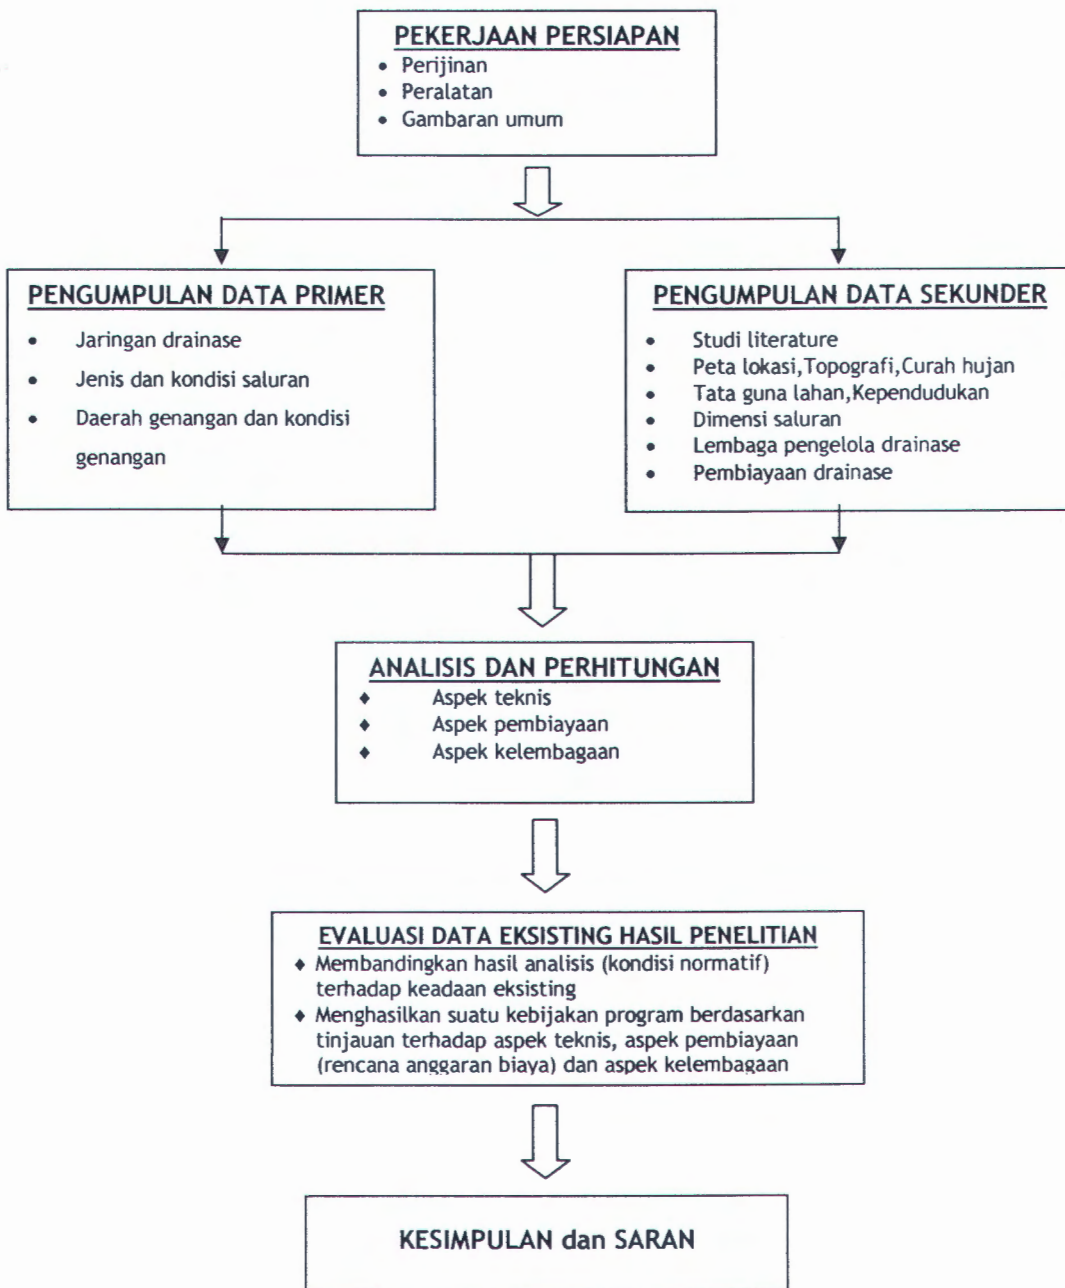 PEKERJAAN PERSIAPAN
• Perijinan
• Peralatan
• Gambaran umum
PENGUMPULAN DATA PRIMER
• Jaringan drainase
• Jenis dan kondisi saluran
• Daerah genangan dan kondisi
genangan
PENGUMPULAN DATA SEKUNDER
• Studi literature
• Peta lokasi,Topografi,Curah hujan
• Tata guna lahan,Kependudukan
• Dimensi saluran
• Lembaga pengelola drainase
• Pembiayaan drainase
ANALISIS DAN PERHITUNGAN
♦ Aspek teknis
♦ Aspek pembiayaan
♦ Aspek kelembagaan
EVALUASI DATA EKSISTING HASIL PENELITIAN
♦ Membandingkan hasil analisis (kondisi normatif)
terhadap keadaan eksisting
♦ Menghasilkan suatu kebijakan program berdasarkan
tinjauan terhadap aspek teknis, aspek pembiayaan
(rencana anggaran biaya) dan aspek kelembagaan
KESIMPULAN dan SARAN